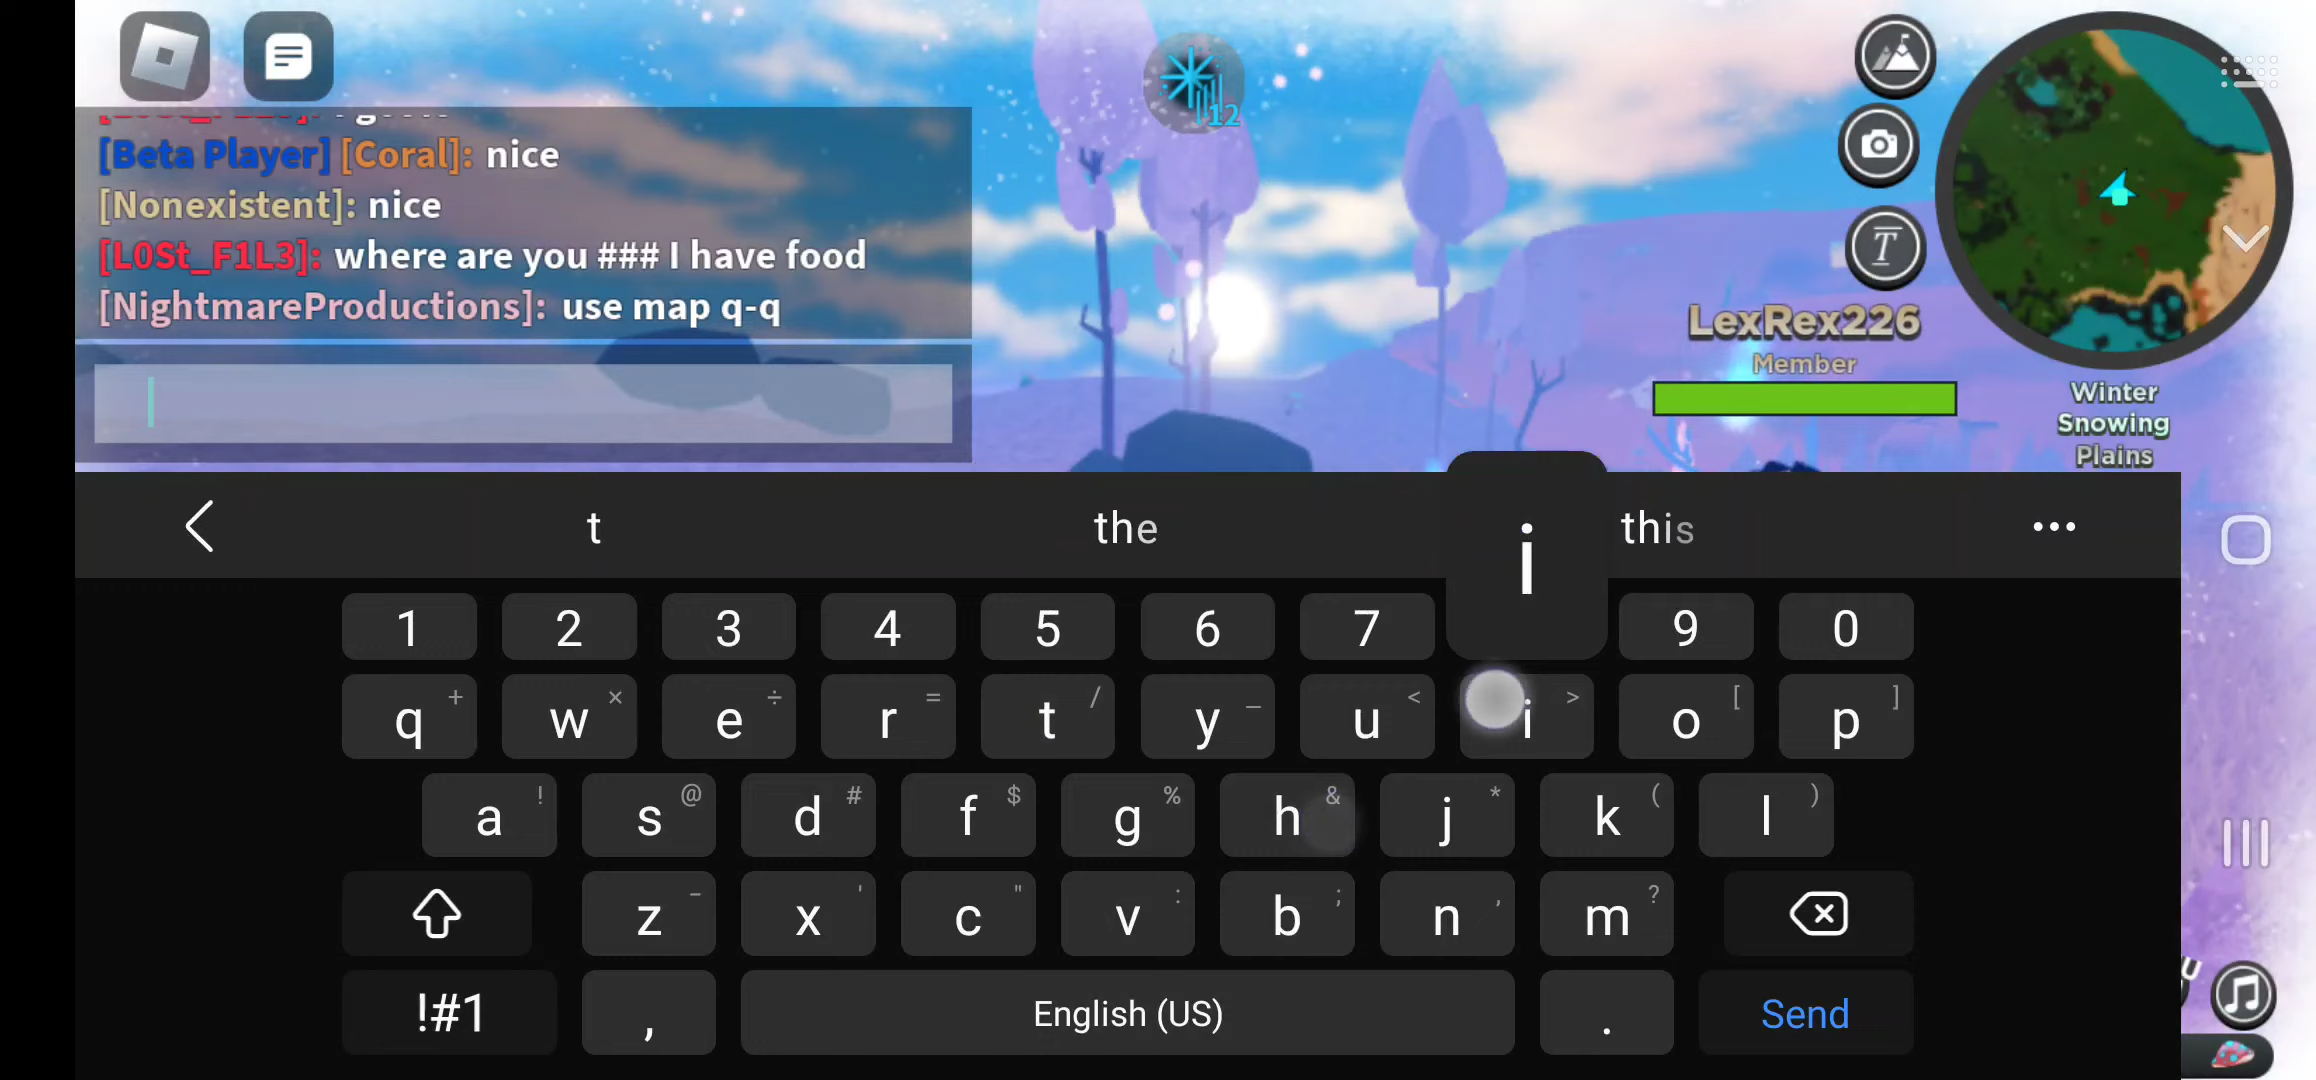 12
[Beta Player] [Coral]: nice
[Nonexistent]: nice
[L0St_F1L3]: where are you ### I have food
[NightmareProductions]: use map q-q
T
LexRex226
Member
Winter
Snowing
Plains
t the this
i
1 2 3 4 5 6 7 9 0
q + w × e ÷ r = t / y _ u < i > o [ p ]
a ! s @ d # f $ g % h & j * k ( l )
z - x ' c " v : b ; n , m ?
!#1 , English (US) . Send